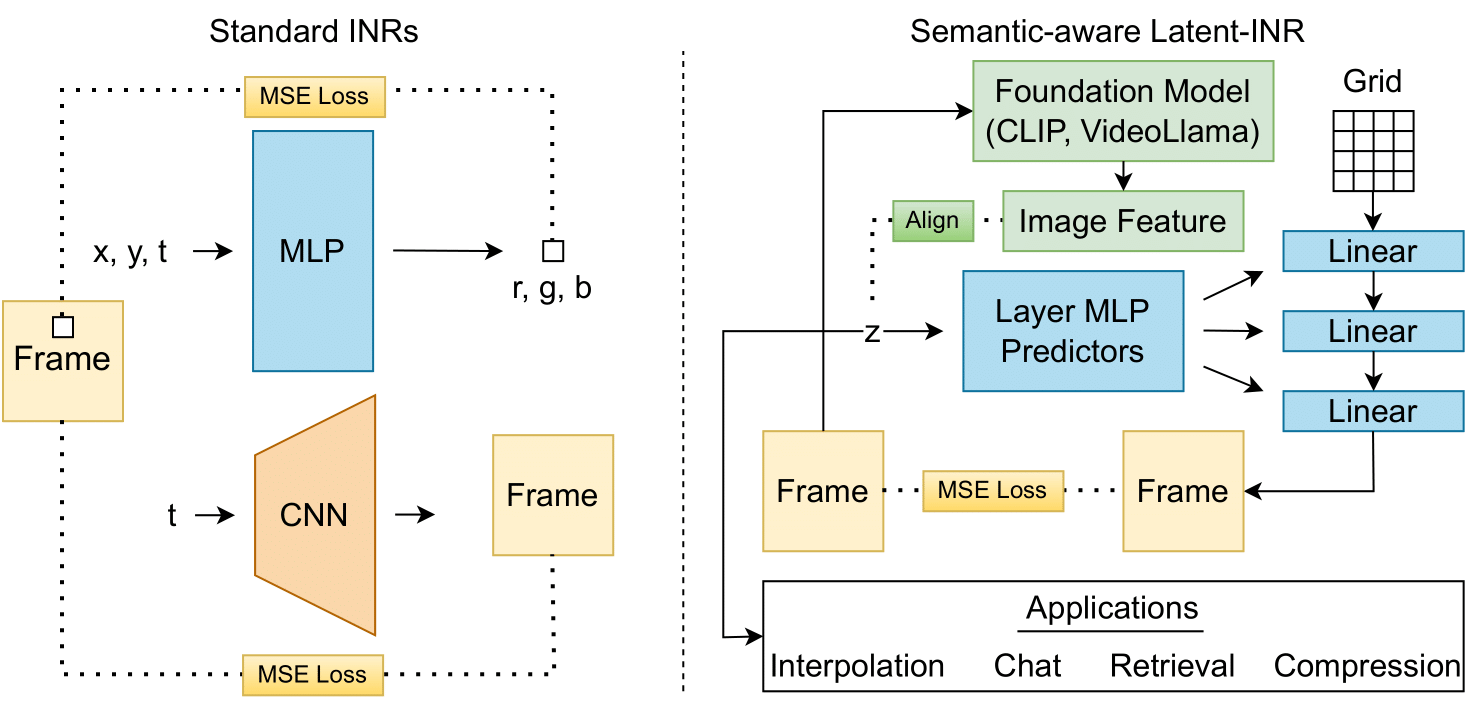 Standard INRs
MSE Loss
x, y, t
MLP
r, g, b
Frame
t
CNN
Frame
MSE Loss
Semantic-aware Latent-INR
Foundation Model
(CLIP, VideoLlama)
Grid
Align
Image Feature
Linear
z
Layer MLP
Predictors
Linear
Linear
Frame
MSE Loss
Frame
Applications
Interpolation Chat Retrieval Compression